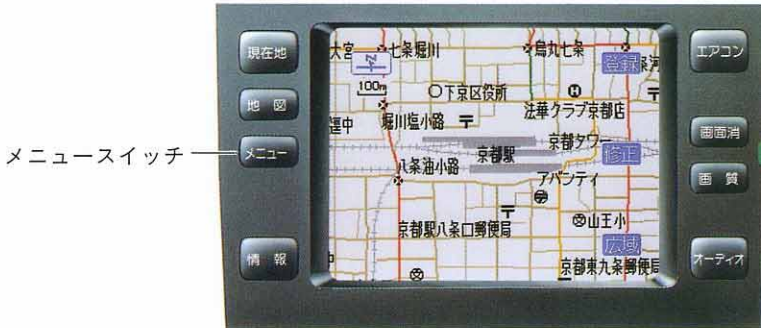 メニュースイッチ
現在地
地 図
メニュー
情 報
大宮
七条堀川
烏丸七条
登録
100m
下京区役所
法華クラブ京都店
堀川塩小路
京都タワー
京都駅
修正
八条油小路
アバンティ
山王小
京都駅八条口郵便局
広域
京都東九条郵便局
エアコン
画面消
画 質
オーディオ